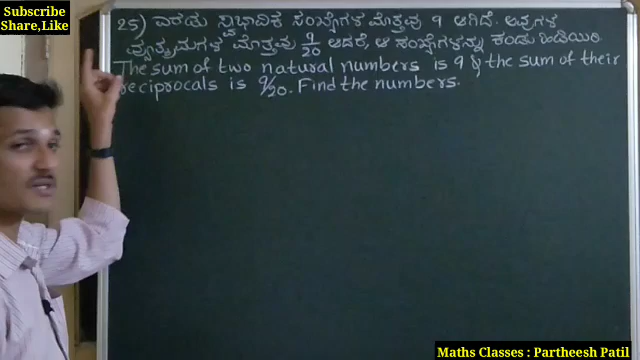 Subscribe
Share,Like
25) ಎರಡು ಸ್ವಾಭಾವಿಕ ಸಂಖ್ಯೆಗಳ ಮೊತ್ತವು 9 ಆಗಿದೆ. ಅವುಗಳ
ವ್ಯುತ್ಕ್ರಮಗಳ ಮೊತ್ತವು 9/20 ಆದರೆ, ಆ ಸಂಖ್ಯೆಗಳನ್ನು ಕಂಡು ಹಿಡಿಯಿರಿ.
The sum of two natural numbers is 9 & the sum of their
reciprocals is 9/20. Find the numbers.
Maths Classes : Partheesh Patil